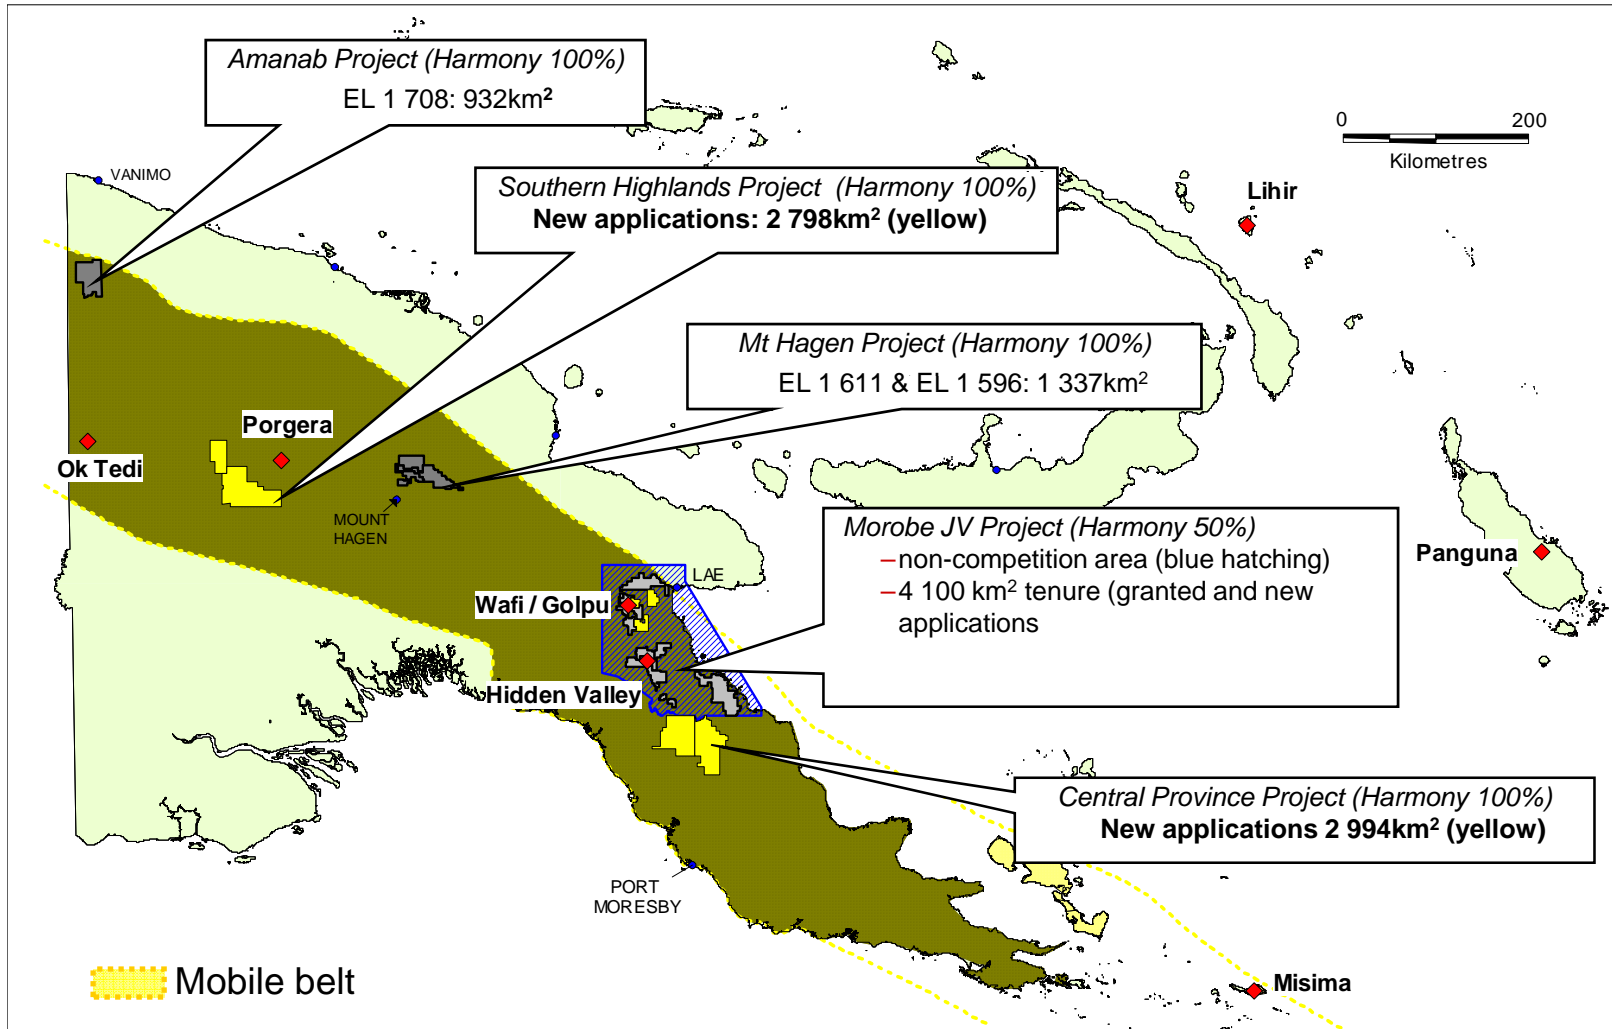 Amanab Project (Harmony 100%)
EL 1 708: 932km²
0 200
Kilometres
VANIMO
Southern Highlands Project (Harmony 100%)
New applications: 2 798km² (yellow)
Lihir
Mt Hagen Project (Harmony 100%)
EL 1 611 & EL 1 596: 1 337km²
Porgera
Ok Tedi
MOUNT
HAGEN
Morobe JV Project (Harmony 50%)
–non-competition area (blue hatching)
–4 100 km² tenure (granted and new
applications
Panguna
LAE
Wafi / Golpu
Hidden Valley
Central Province Project (Harmony 100%)
New applications 2 994km² (yellow)
PORT
MORESBY
Mobile belt
Misima